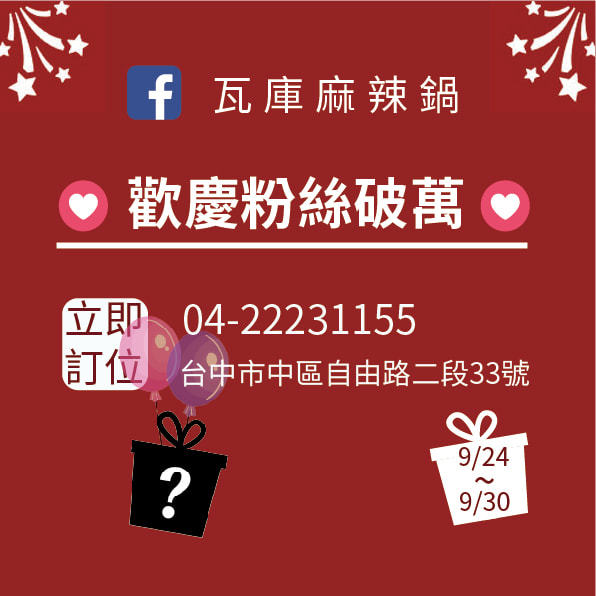 瓦庫麻辣鍋
歡慶粉絲破萬
立即
訂位
04-22231155
台中市中區自由路二段33號
?
9/24
～
9/30